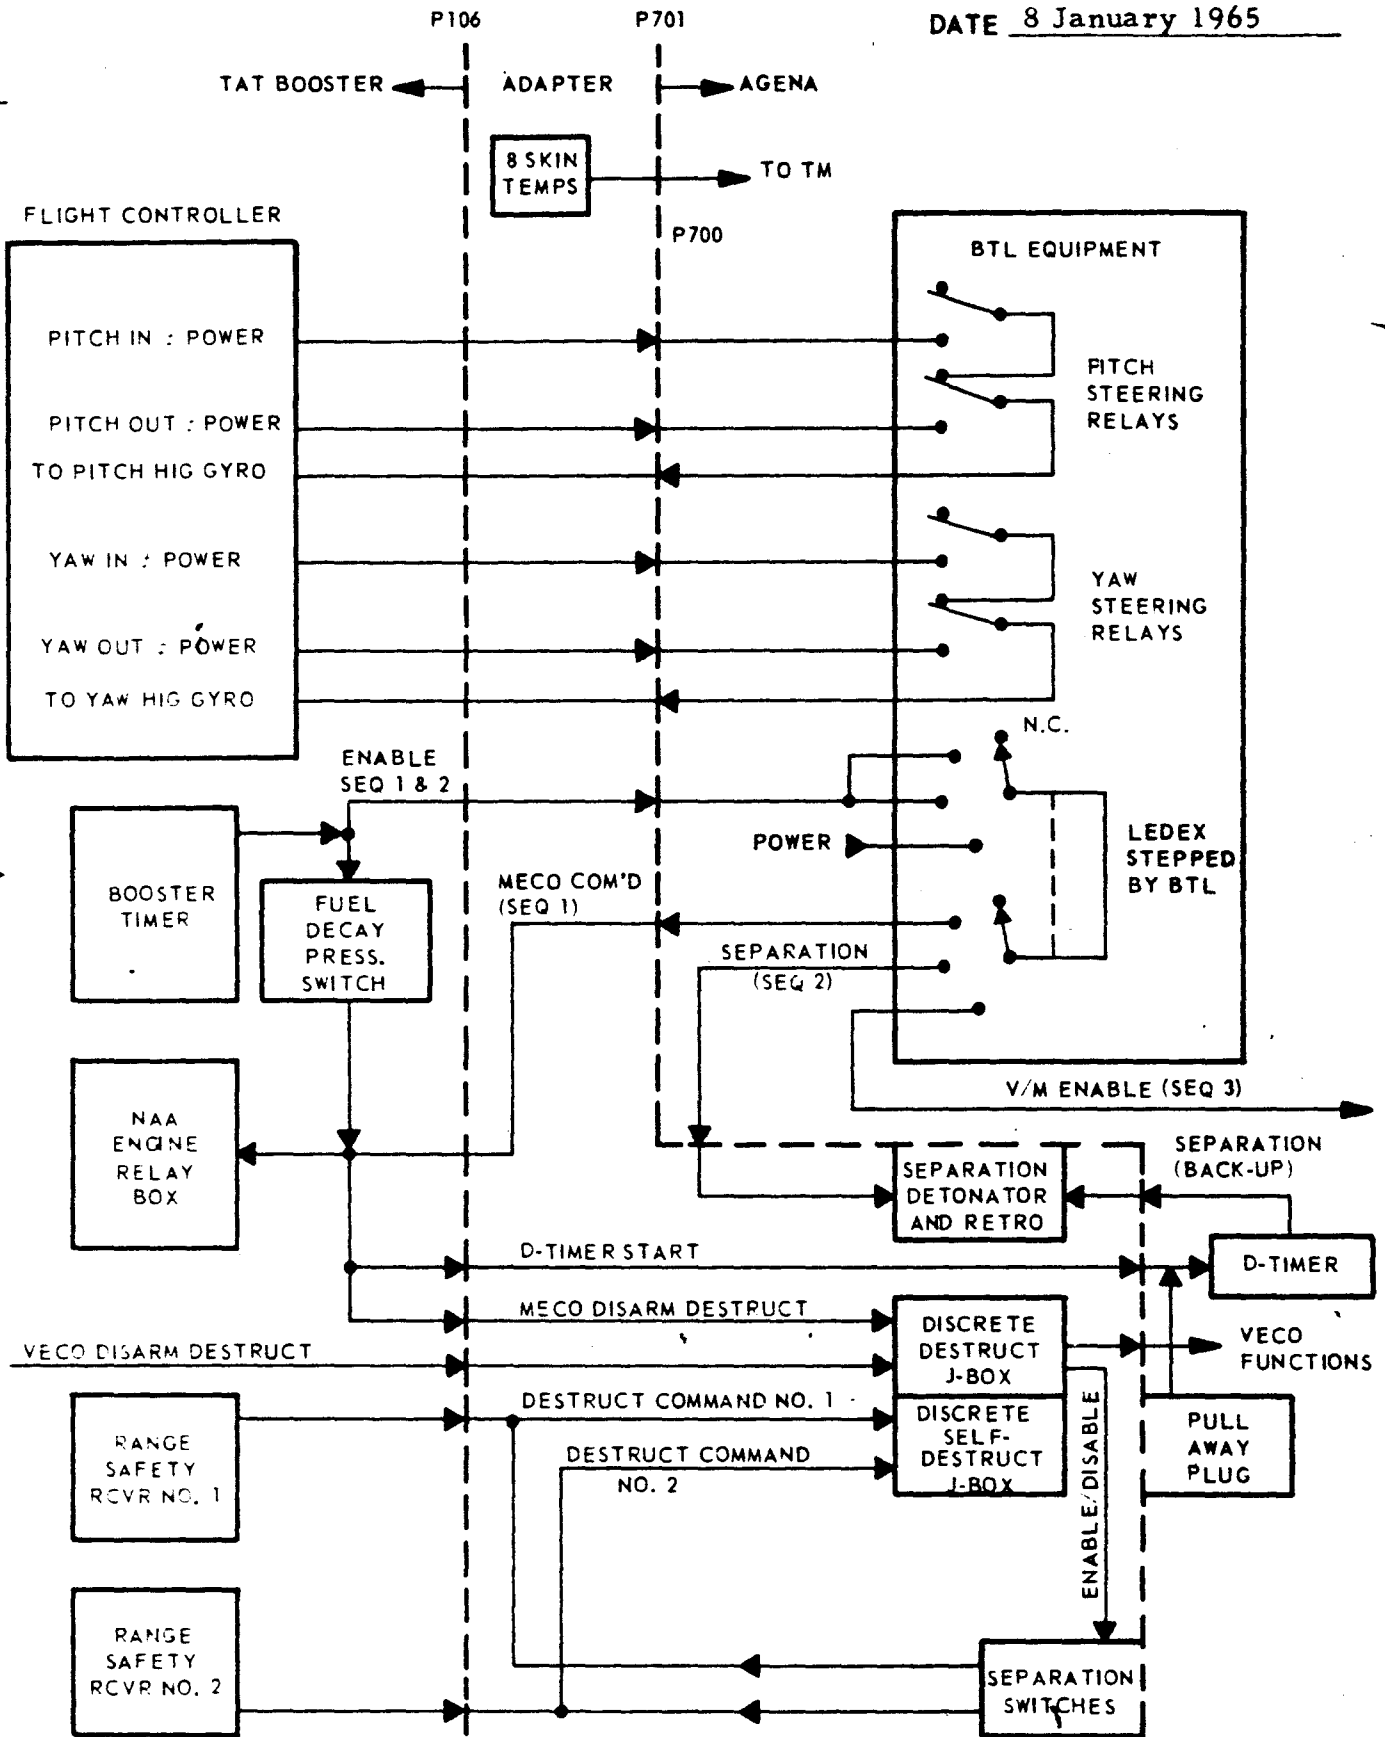 P106
P701
DATE 8 January 1965
TAT BOOSTER
ADAPTER
AGENA
8 SKIN
TEMPS
TO TM
FLIGHT CONTROLLER
P700
BTL EQUIPMENT
PITCH IN : POWER
PITCH
STEERING
RELAYS
PITCH OUT : POWER
TO PITCH HIG GYRO
YAW IN : POWER
YAW
STEERING
RELAYS
YAW OUT : POWER
TO YAW HIG GYRO
N.C.
ENABLE
SEQ 1 & 2
POWER
LEDEX
STEPPED
BY BTL
BOOSTER
TIMER
FUEL
DECAY
PRESS.
SWITCH
MECO COM'D
(SEQ 1)
SEPARATION
(SEQ 2)
V/M ENABLE (SEQ 3)
NAA
ENGINE
RELAY
BOX
SEPARATION
DETONATOR
AND RETRO
SEPARATION
(BACK-UP)
D-TIMER START
D-TIMER
MECO DISARM DESTRUCT
DISCRETE
DESTRUCT
J-BOX
VECO
FUNCTIONS
VECO DISARM DESTRUCT
DESTRUCT COMMAND NO. 1
DISCRETE
SELF-
DESTRUCT
J-BOX
PULL
AWAY
PLUG
RANGE
SAFETY
RCVR NO. 1
DESTRUCT COMMAND
NO. 2
ENABLE/DISABLE
RANGE
SAFETY
RCVR NO. 2
SEPARATION
SWITCHES